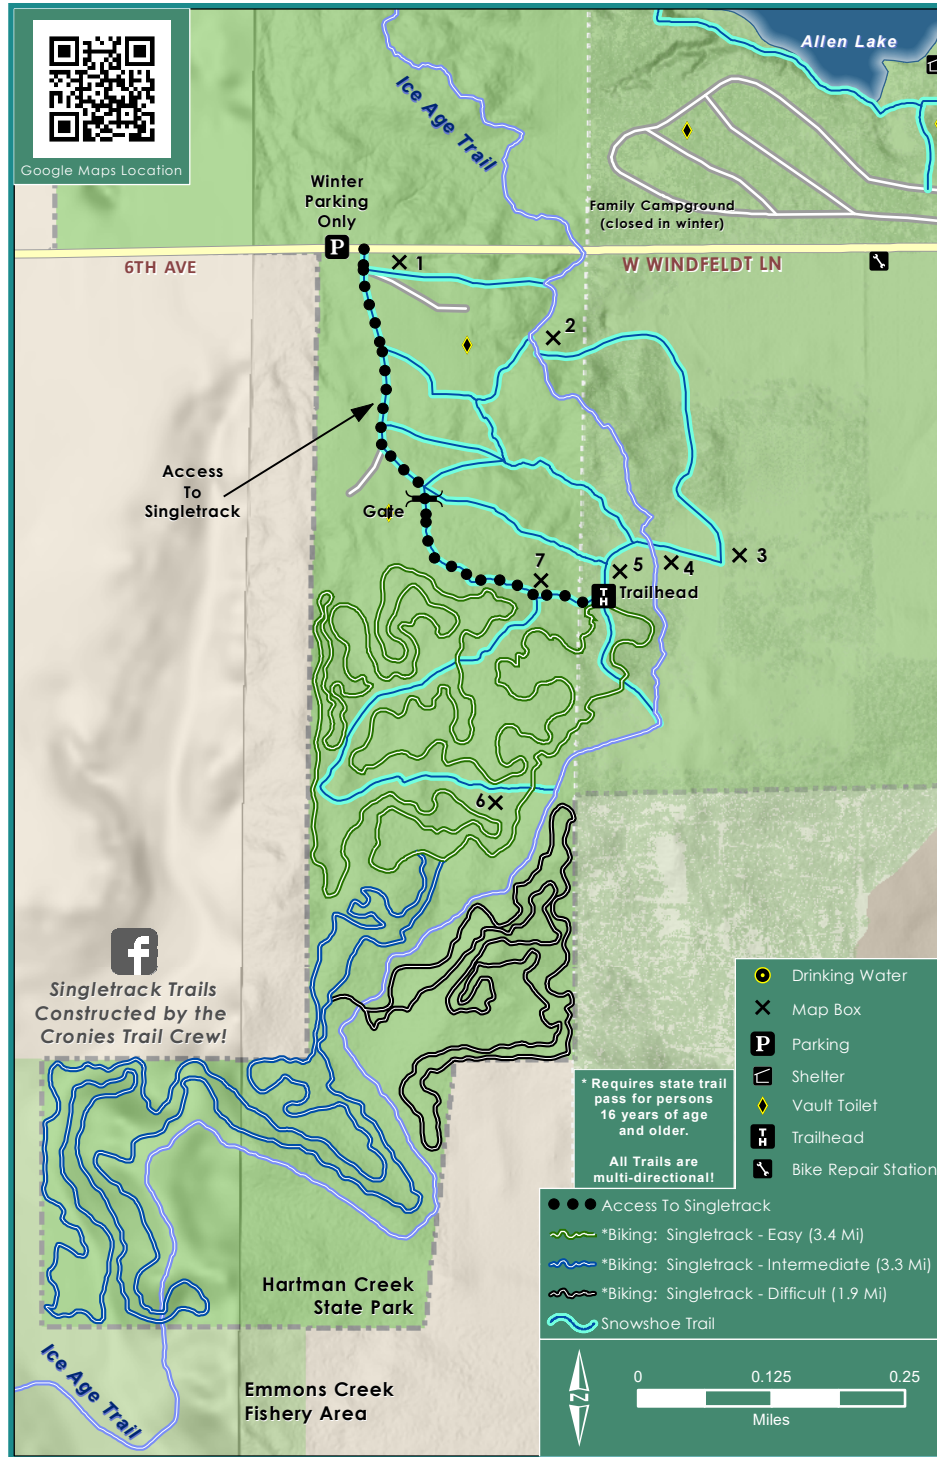 Google Maps Location
Allen Lake
Ice Age Trail
Winter
Parking
Only
P
Family Campground
(closed in winter)
6TH AVE
W WINDFELDT LN
1
2
Access
To
Singletrack
Gate
3
4
5
7
TH
Trailhead
6
f
Singletrack Trails
Constructed by the
Cronies Trail Crew!
Drinking Water
Map Box
P Parking
Shelter
Vault Toilet
TH Trailhead
Bike Repair Station
* Requires state trail
pass for persons
16 years of age
and older.
All Trails are
multi-directional!
Access To Singletrack
*Biking: Singletrack - Easy (3.4 Mi)
*Biking: Singletrack - Intermediate (3.3 Mi)
*Biking: Singletrack - Difficult (1.9 Mi)
Snowshoe Trail
Hartman Creek
State Park
Ice Age Trail
Emmons Creek
Fishery Area
N
0 0.125 0.25
Miles